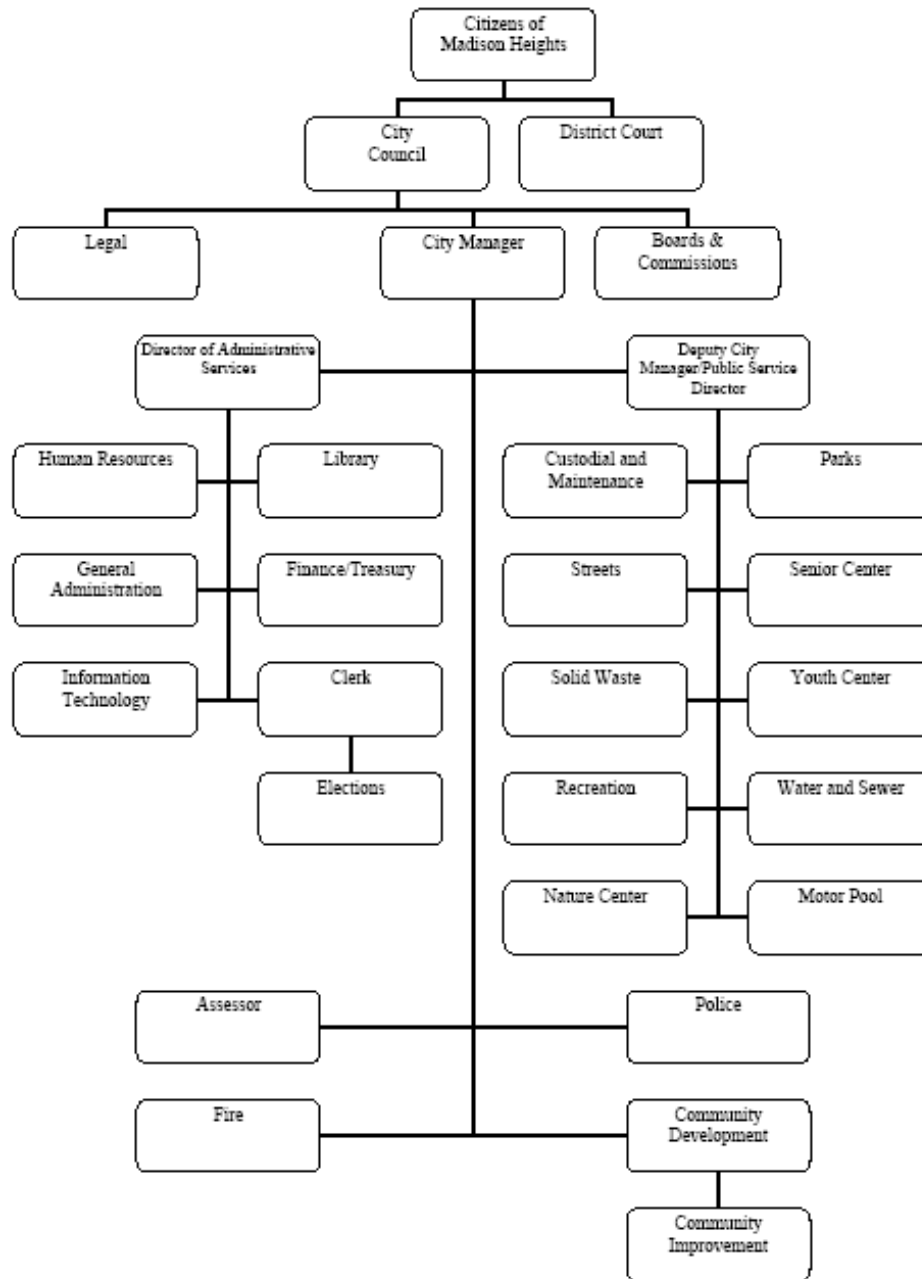 Citizens of
Madison Heights
City
Council
District Court
Legal
City Manager
Boards &
Commissions
Director of Administrative
Services
Deputy City
Manager/Public Service
Director
Human Resources
Library
Custodial and
Maintenance
Parks
General
Administration
Finance/Treasury
Streets
Senior Center
Information
Technology
Clerk
Solid Waste
Youth Center
Elections
Recreation
Water and Sewer
Nature Center
Motor Pool
Assessor
Police
Fire
Community
Development
Community
Improvement